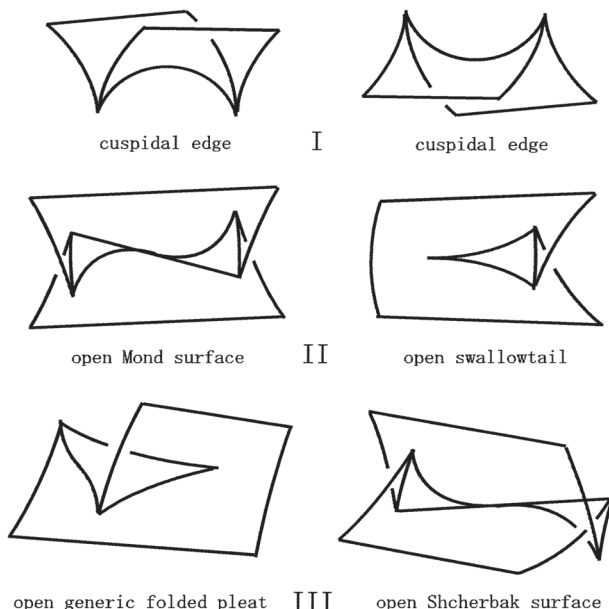 cuspidal edge I cuspidal edge
open Mond surface II open swallowtail
open generic folded pleat III open Shcherbak surface